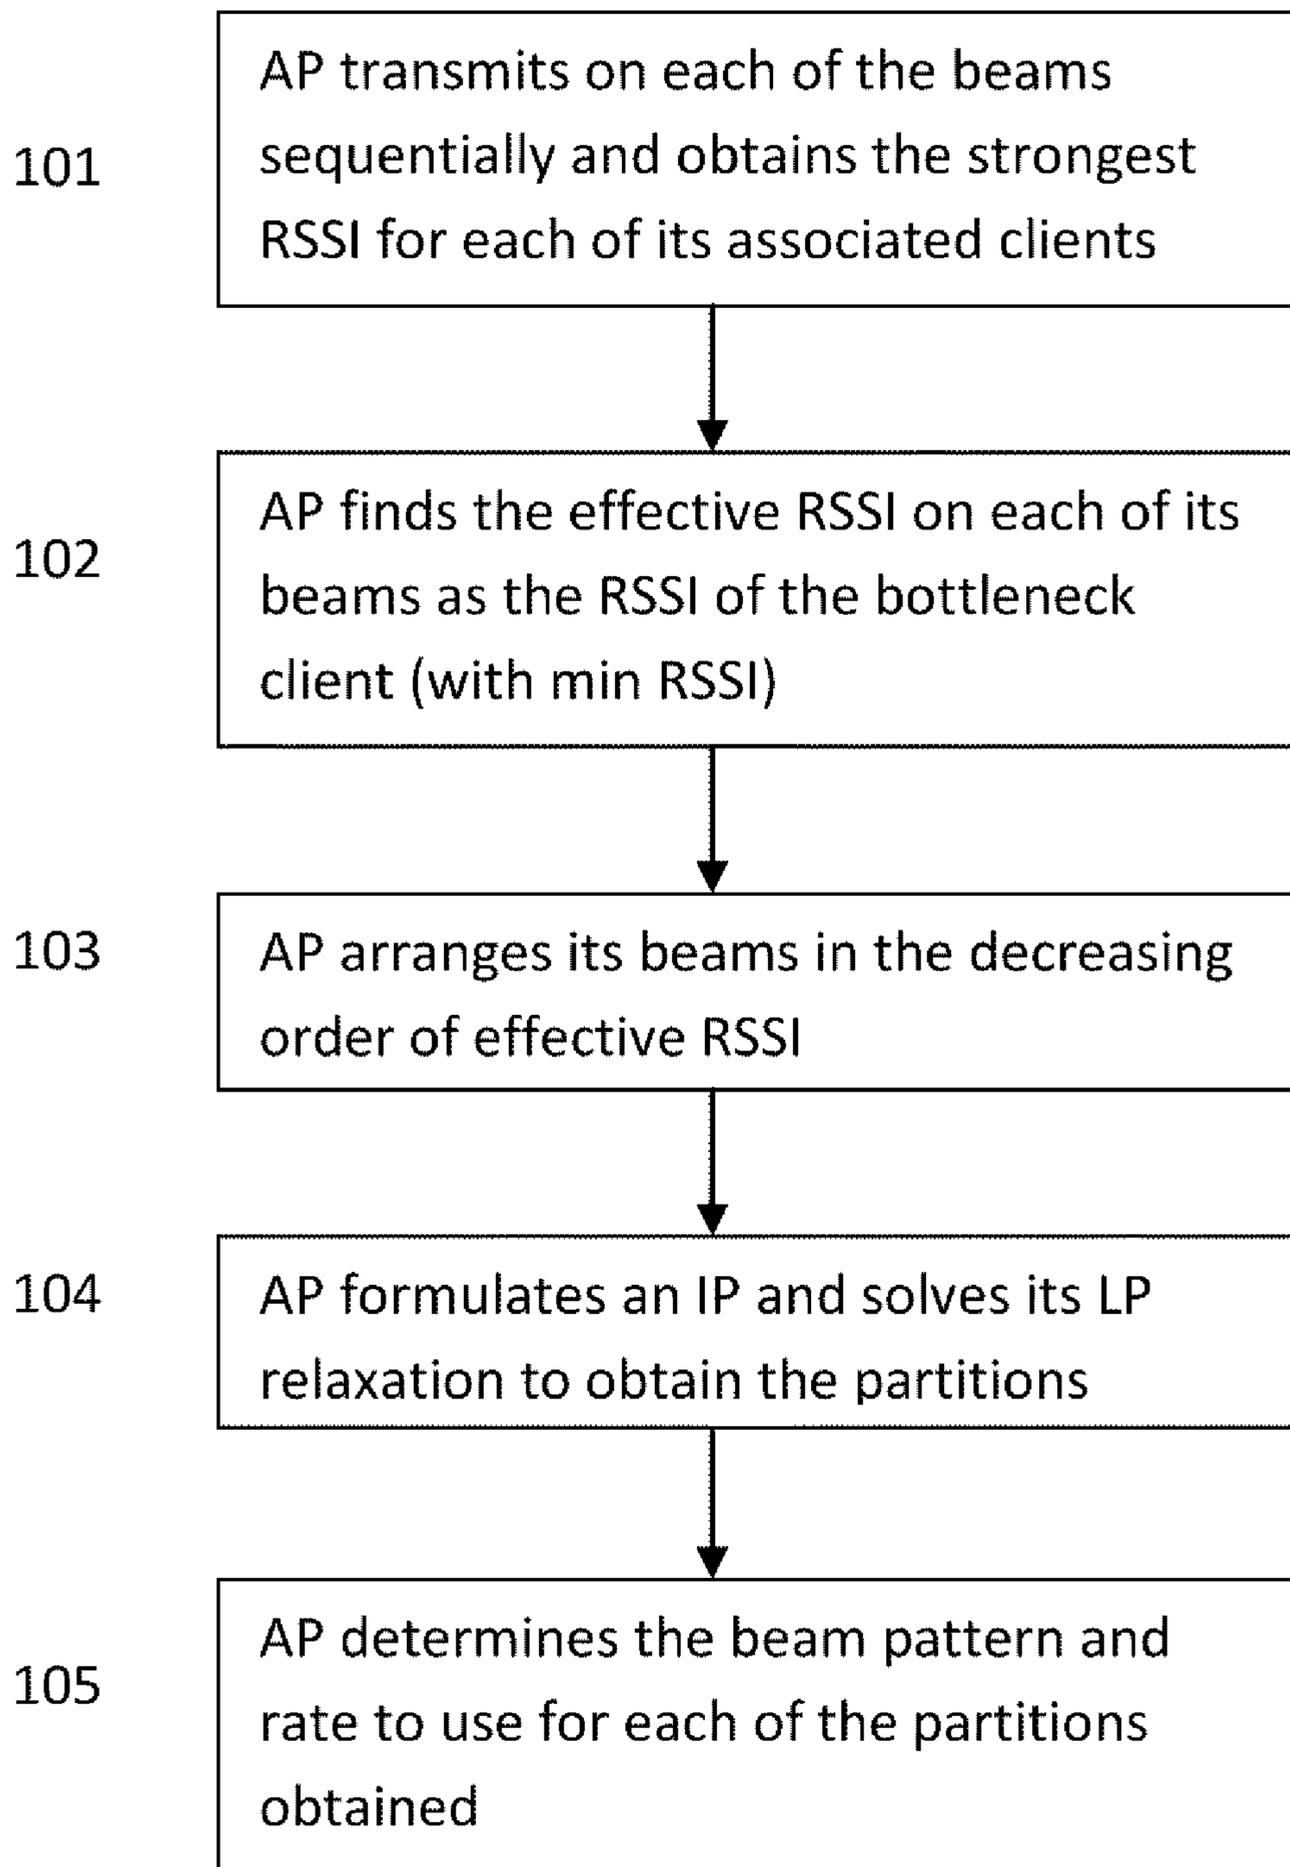 101
AP transmits on each of the beams
sequentially and obtains the strongest
RSSI for each of its associated clients
102
AP finds the effective RSSI on each of its
beams as the RSSI of the bottleneck
client (with min RSSI)
103
AP arranges its beams in the decreasing
order of effective RSSI
104
AP formulates an IP and solves its LP
relaxation to obtain the partitions
105
AP determines the beam pattern and
rate to use for each of the partitions
obtained